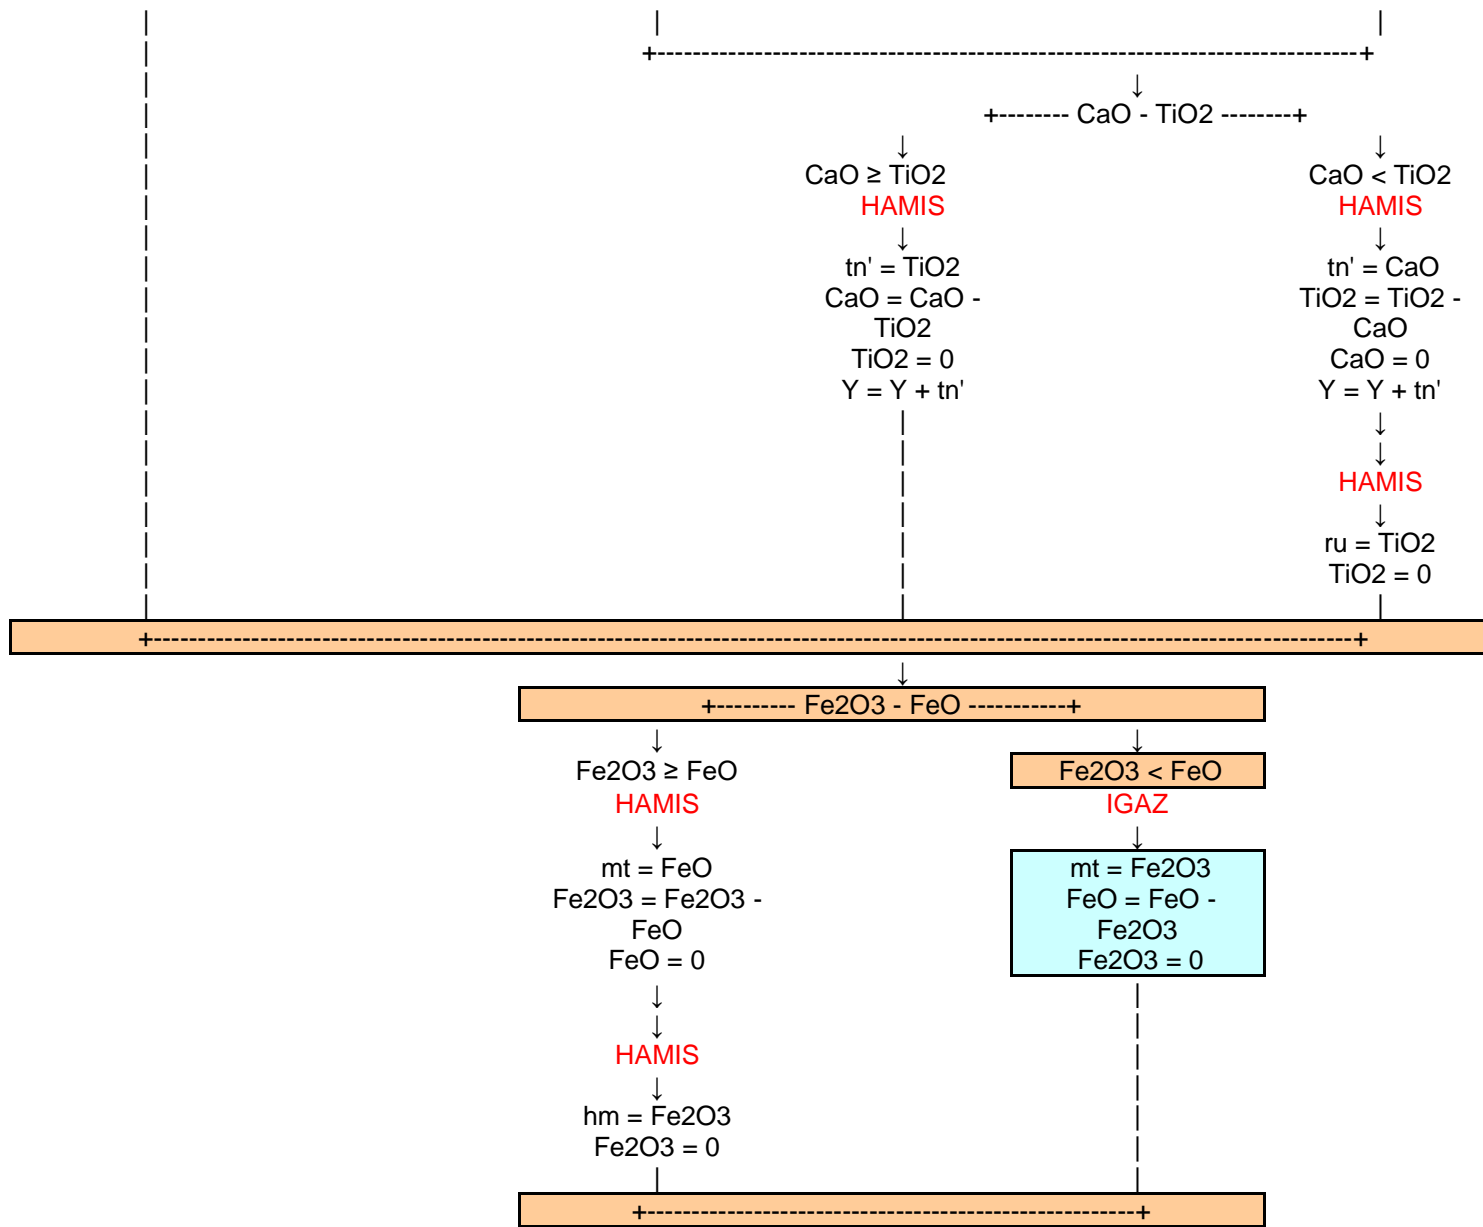 +---------------------------------------------------------------------------------+
+-------- CaO - TiO2 --------+
CaO ≥ TiO2
HAMIS
tn' = TiO2
CaO = CaO -
TiO2
TiO2 = 0
Y = Y + tn'
CaO < TiO2
HAMIS
tn' = CaO
TiO2 = TiO2 -
CaO
CaO = 0
Y = Y + tn'
HAMIS
ru = TiO2
TiO2 = 0
+----------------------------------------------------------------------------------------------------------------------------------------+
+--------- Fe2O3 - FeO -----------+
Fe2O3 ≥ FeO
HAMIS
mt = FeO
Fe2O3 = Fe2O3 -
FeO
FeO = 0
HAMIS
hm = Fe2O3
Fe2O3 = 0
Fe2O3 < FeO
IGAZ
mt = Fe2O3
FeO = FeO -
Fe2O3
Fe2O3 = 0
+--------------------------------------------------------+